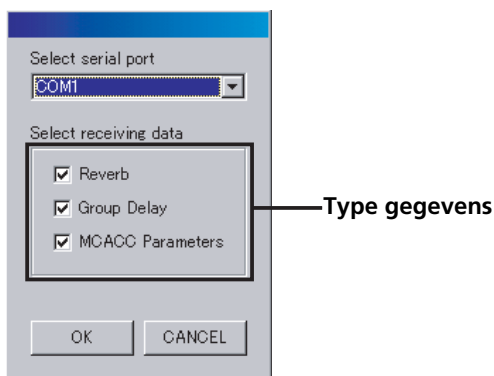 Select serial port
COM1
Select receiving data
Reverb
Group Delay
MCACC Parameters
Type gegevens
OK
CANCEL